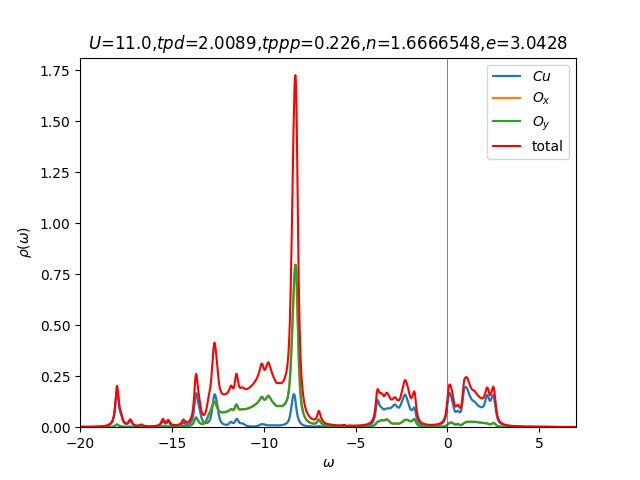 U=11.0,tpd=2.0089,tppp=0.226,n=1.6666548,e=3.0428
1.75
1.50
1.25
1.00
0.75
0.50
0.25
0.00
ρ(ω)
Cu
Oₓ
O_y
total
−20
−15
−10
−5
0
5
ω